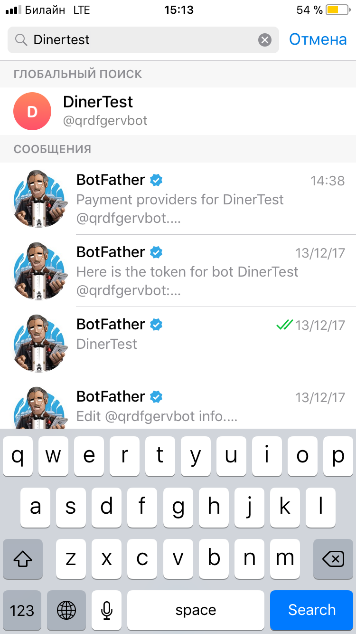 Билайн LTE 15:13 54 %
Dinertest Отмена
ГЛОБАЛЬНЫЙ ПОИСК
D DinerTest
@qrdfgervbot
СООБЩЕНИЯ
BotFather 14:38
Payment providers for DinerTest
@qrdfgervbot....
BotFather 13/12/17
Here is the token for bot DinerTest
@qrdfgervbot:...
BotFather 13/12/17
DinerTest
BotFather 13/12/17
Edit @qrdfgervbot info....
q w e r t y u i o p
a s d f g h j k l
z x c v b n m
123 space Search